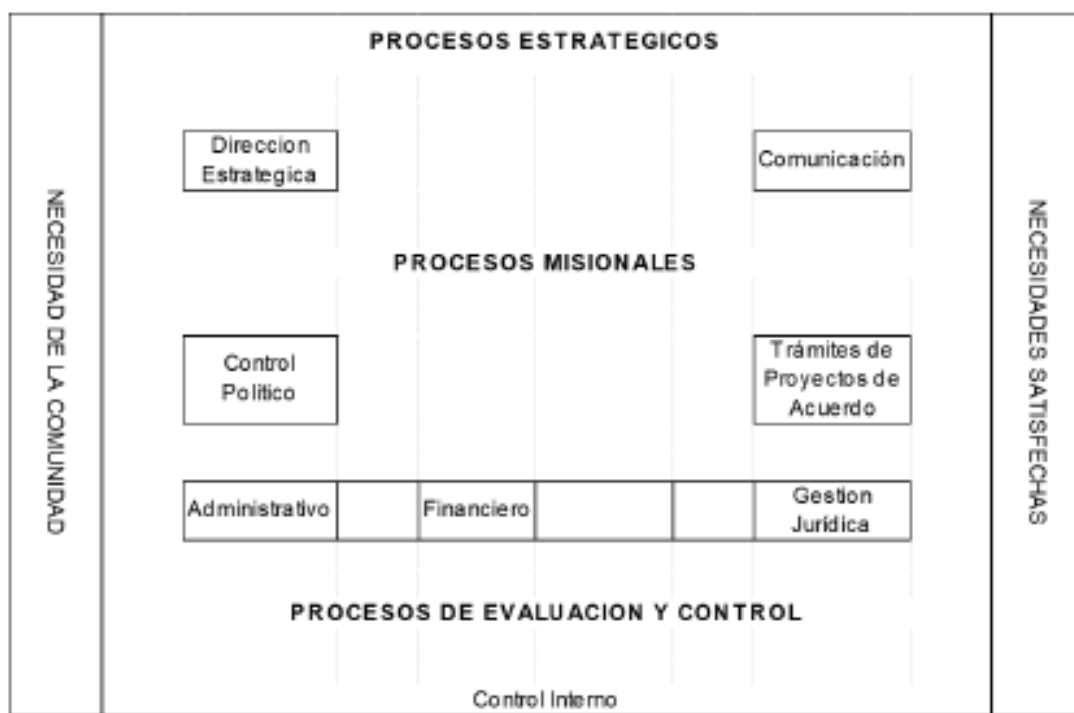 PROCESOS ESTRATEGICOS
Direccion
Estrategica
Comunicación
NECESIDAD DE LA COMUNIDAD
NECESIDADES SATISFECHAS
PROCESOS MISIONALES
Control
Político
Trámites de
Proyectos de
Acuerdo
Administrativo
Financiero
Gestion
Jurídica
PROCESOS DE EVALUACION Y CONTROL
Control Interno